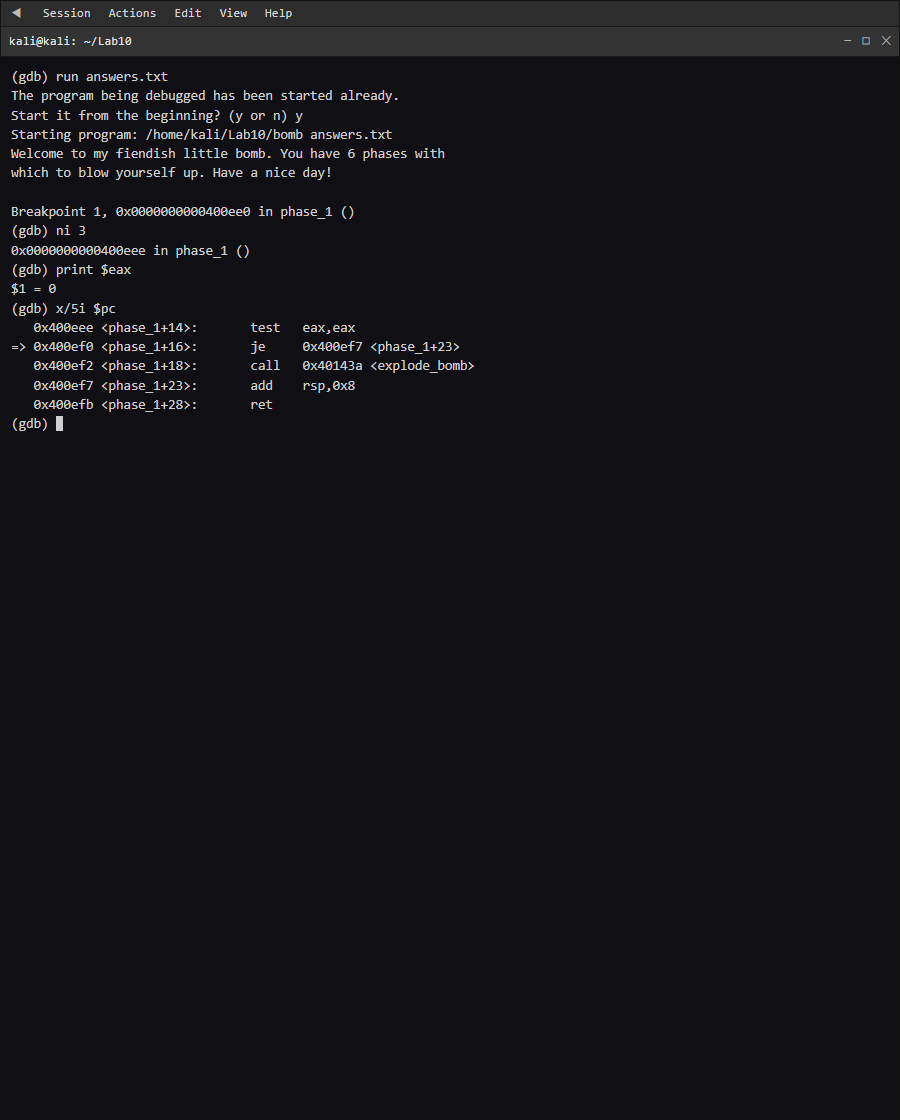 Session Actions Edit View Help
kali@kali: ~/Lab10
(gdb) run answers.txt
The program being debugged has been started already.
Start it from the beginning? (y or n) y
Starting program: /home/kali/Lab10/bomb answers.txt
Welcome to my fiendish little bomb. You have 6 phases with
which to blow yourself up. Have a nice day!
Breakpoint 1, 0x0000000000400ee0 in phase_1 ()
(gdb) ni 3
0x0000000000400eee in phase_1 ()
(gdb) print $eax
$1 = 0
(gdb) x/5i $pc
   0x400eee <phase_1+14>:       test   eax,eax
=> 0x400ef0 <phase_1+16>:       je     0x400ef7 <phase_1+23>
   0x400ef2 <phase_1+18>:       call   0x40143a <explode_bomb>
   0x400ef7 <phase_1+23>:       add    rsp,0x8
   0x400efb <phase_1+28>:       ret
(gdb)